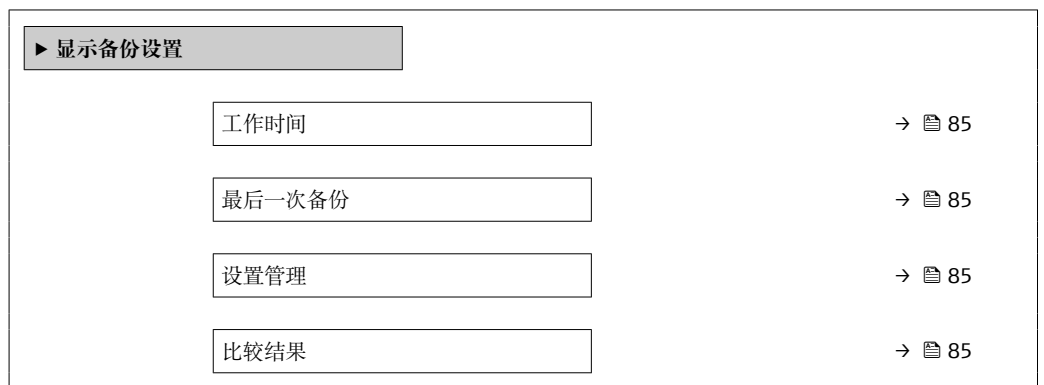 ▶ 显示备份设置
工作时间 → 85
最后一次备份 → 85
设置管理 → 85
比较结果 → 85